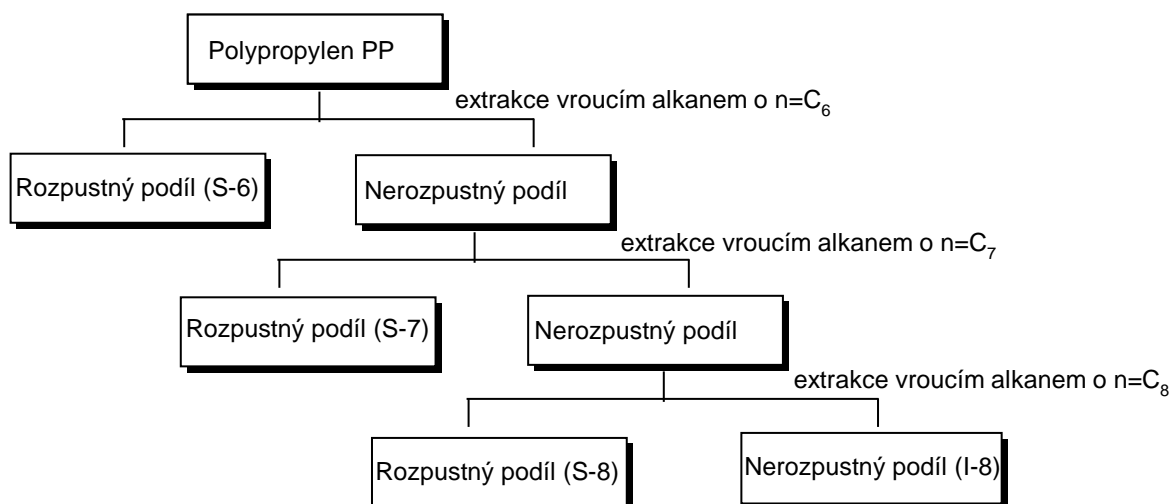 Polypropylen PP
extrakce vroucím alkanem o n=C₆
Rozpustný podíl (S-6)
Nerozpustný podíl
extrakce vroucím alkanem o n=C₇
Rozpustný podíl (S-7)
Nerozpustný podíl
extrakce vroucím alkanem o n=C₈
Rozpustný podíl (S-8)
Nerozpustný podíl (I-8)